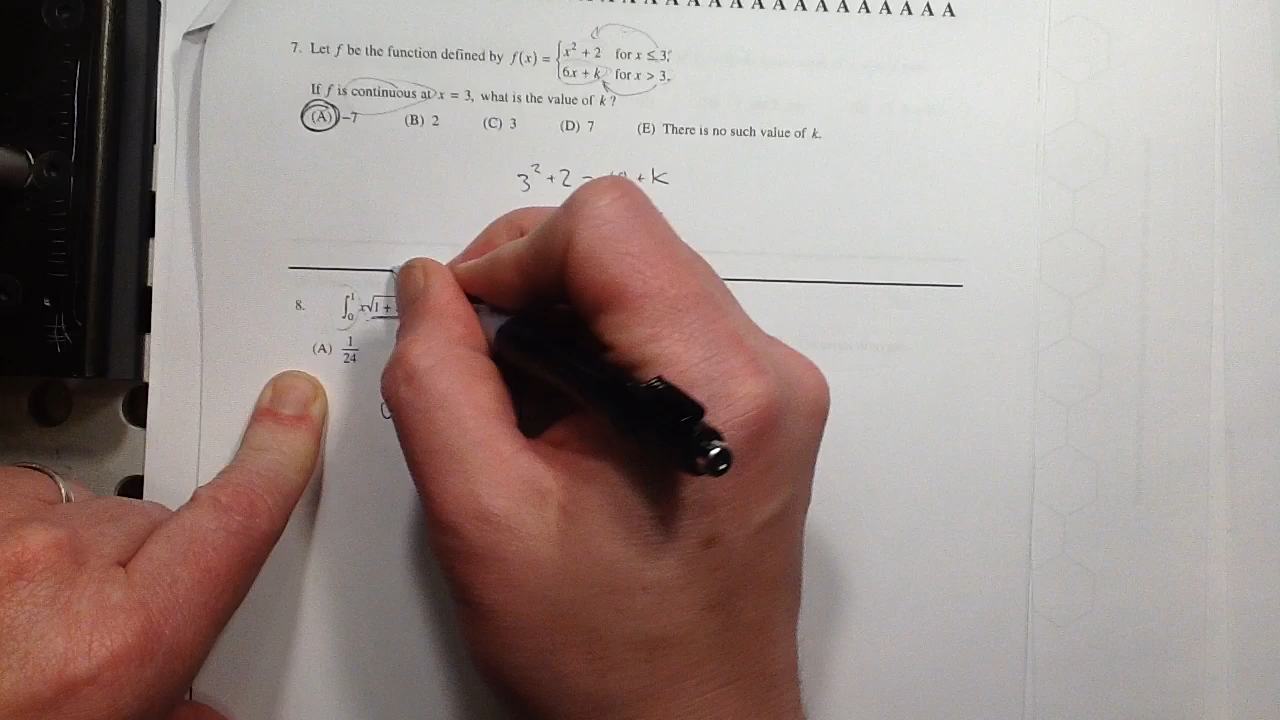 A A A A A A A A A A A A A A A A A
7. Let f be the function defined by f(x) = { x² + 2 for x ≤ 3;
6x + k for x > 3.
If f is continuous at x = 3, what is the value of k?
(A) −7 (B) 2 (C) 3 (D) 7 (E) There is no such value of k.
3² + 2 + k
8. ∫₀¹ x√1 +
(A) 1/24